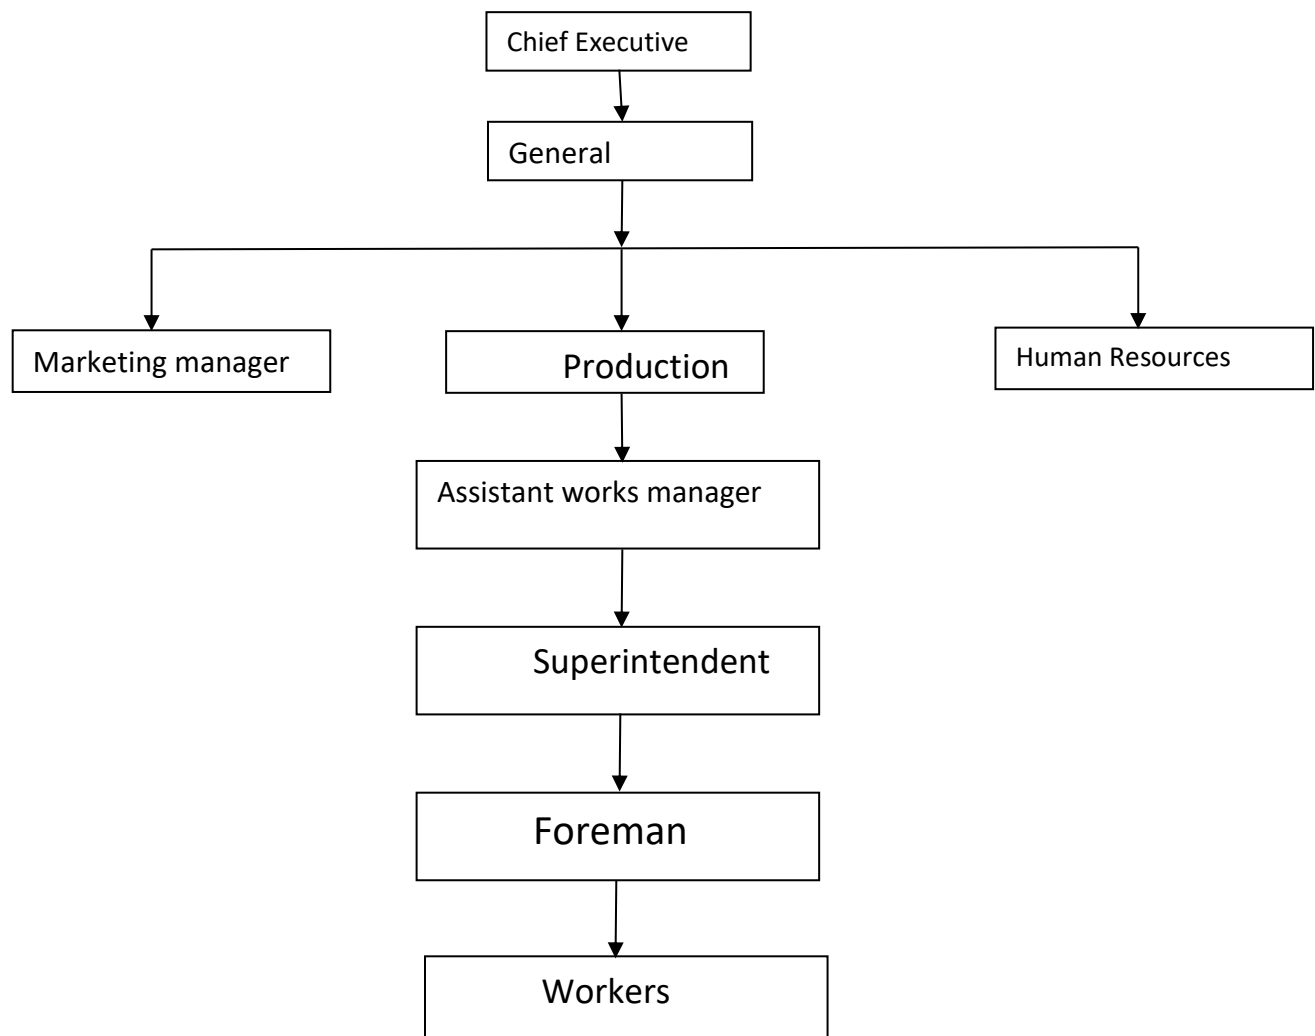 Chief Executive
General
Marketing manager
Production
Human Resources
Assistant works manager
Superintendent
Foreman
Workers